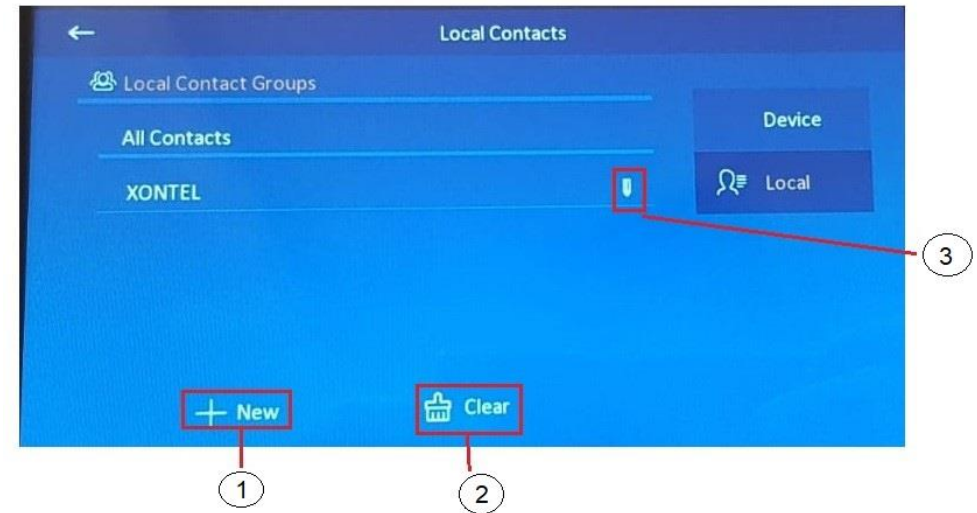 Local Contacts
Local Contact Groups
Device
All Contacts
Local
XONTEL
3
New
Clear
1
2